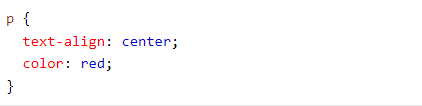 p {
  text-align: center;
  color: red;
}